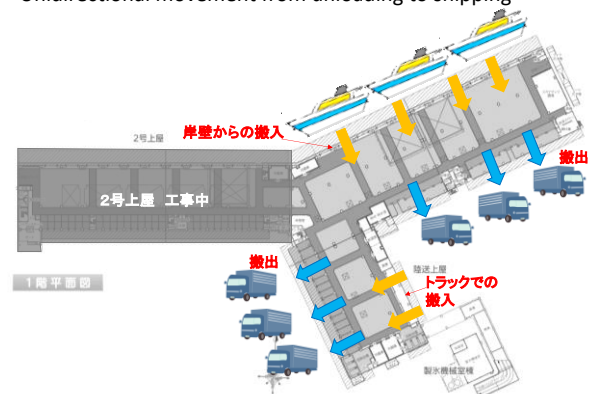 Unidirectional movement from unloading to shipping
2号上屋
岸壁からの搬入
搬出
2号上屋 工事中
搬出
陸送上屋
トラックでの
搬入
1階平面図
製氷機械室棟